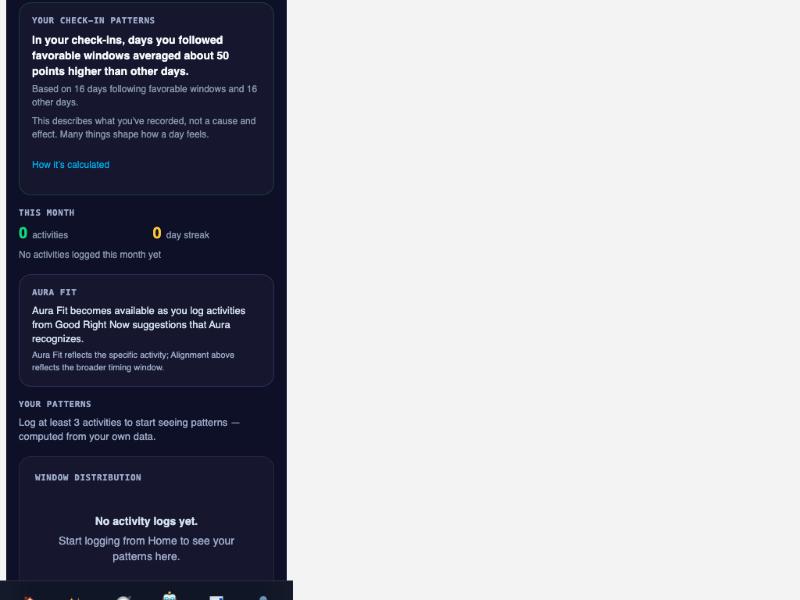 YOUR CHECK-IN PATTERNS
In your check-ins, days you followed
favorable windows averaged about 50
points higher than other days.
Based on 16 days following favorable windows and 16
other days.
This describes what you've recorded, not a cause and
effect. Many things shape how a day feels.
How it's calculated
THIS MONTH
0 activities 0 day streak
No activities logged this month yet
AURA FIT
Aura Fit becomes available as you log activities
from Good Right Now suggestions that Aura
recognizes.
Aura Fit reflects the specific activity; Alignment above
reflects the broader timing window.
YOUR PATTERNS
Log at least 3 activities to start seeing patterns —
computed from your own data.
WINDOW DISTRIBUTION
No activity logs yet.
Start logging from Home to see your
patterns here.